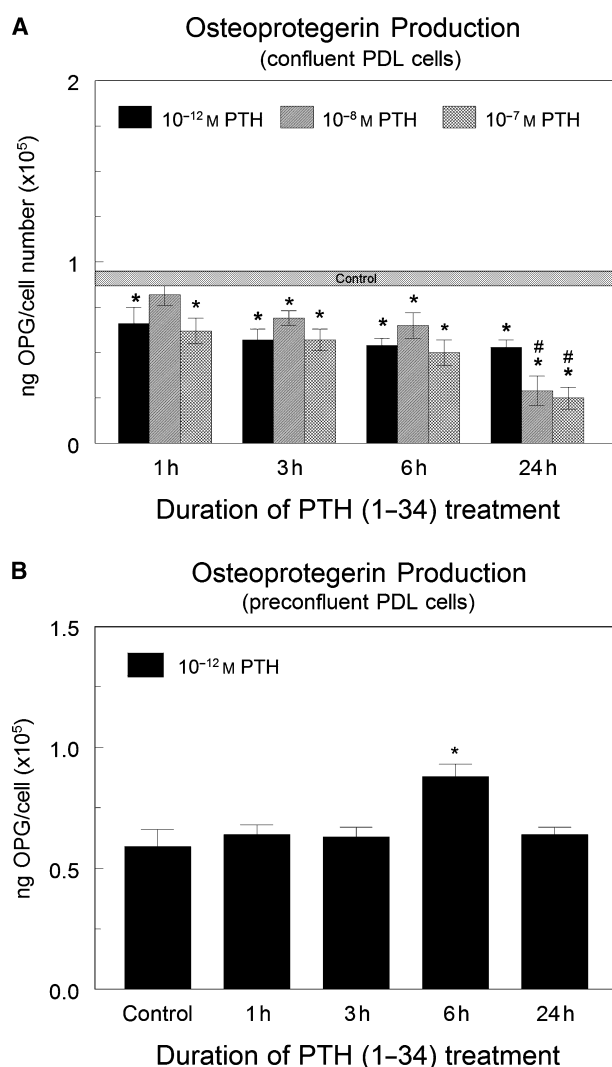 A
Osteoprotegerin Production
(confluent PDL cells)
ng OPG/cell number (x10⁵)
2
1
0
10⁻¹² M PTH
10⁻⁸ M PTH
10⁻⁷ M PTH
Control
* * * * * * * * * #* #*
1 h 3 h 6 h 24 h
Duration of PTH (1–34) treatment
B
Osteoprotegerin Production
(preconfluent PDL cells)
ng OPG/cell (x10⁵)
1.5
1.0
0.5
0.0
10⁻¹² M PTH
*
Control 1 h 3 h 6 h 24 h
Duration of PTH (1–34) treatment